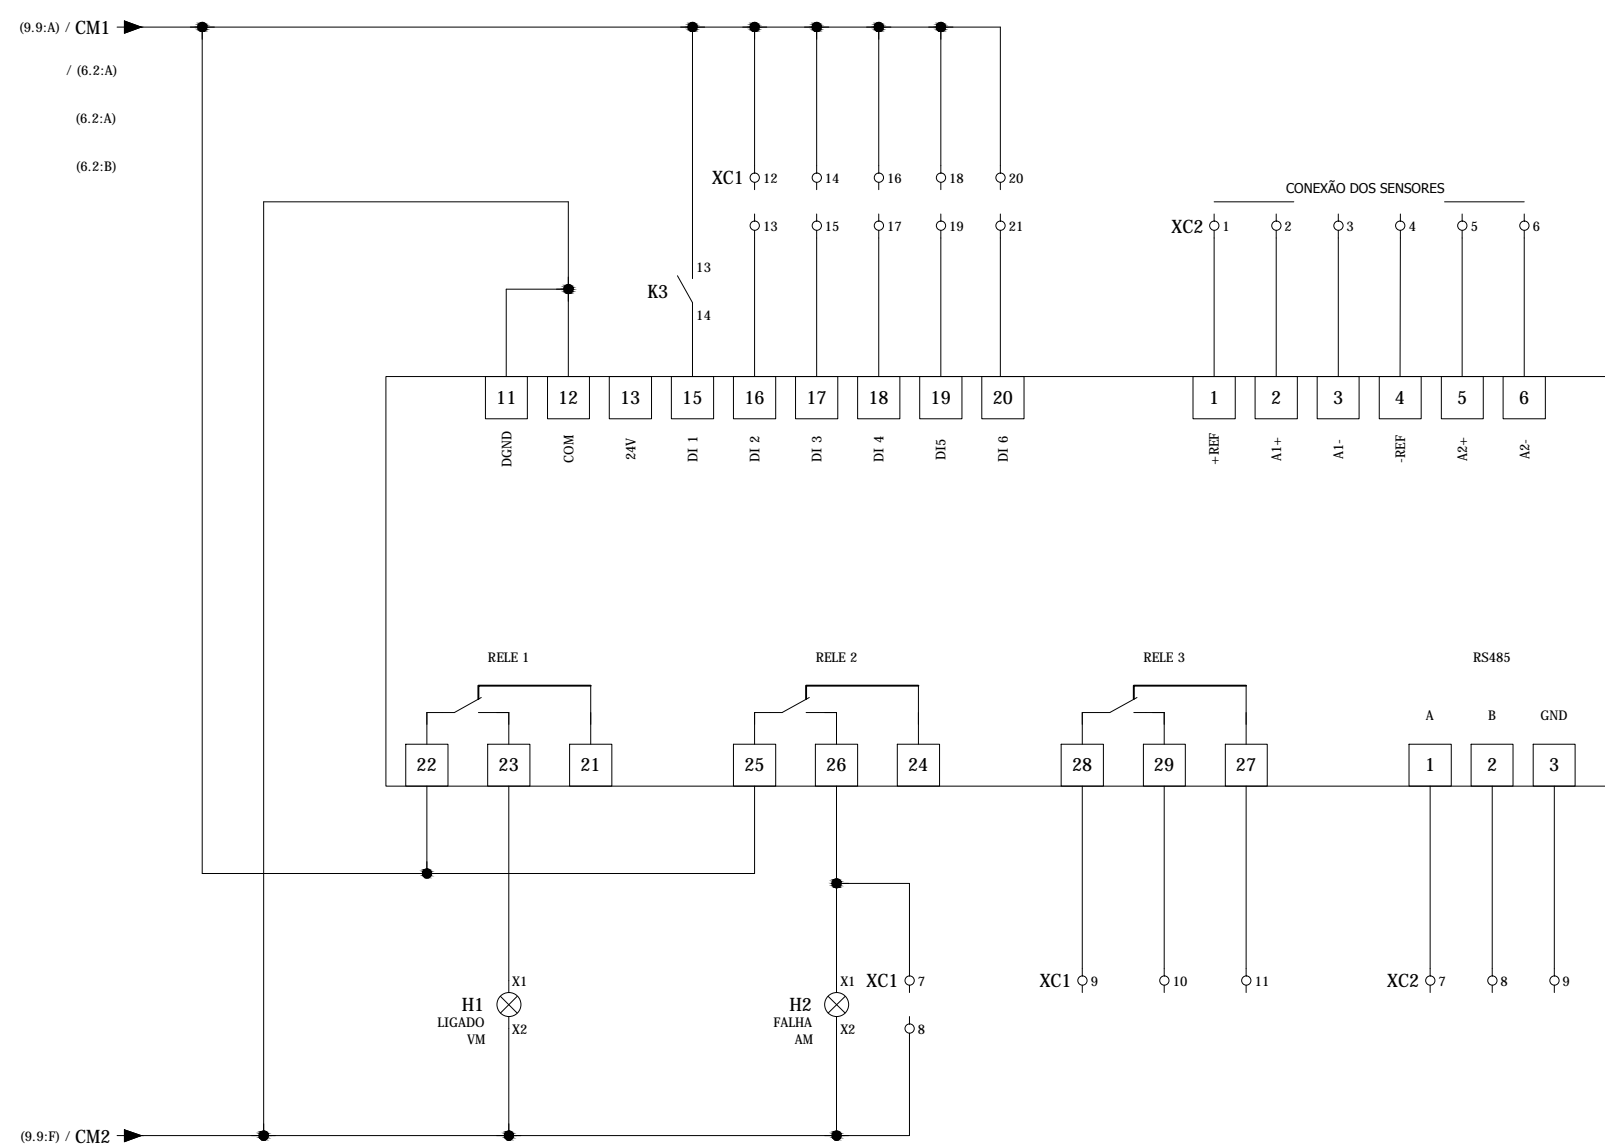 (9.9:A) / CM1
/ (6.2:A)
(6.2:A)
(6.2:B)
XC1 12 14 16 18 20
CONEXÃO DOS SENSORES
13 15 17 19 21
XC2 1 2 3 4 5 6
13
K3
14
11 12 13 15 16 17 18 19 20 1 2 3 4 5 6
DGND COM 24V DI 1 DI 2 DI 3 DI 4 DI5 DI 6 +REF A1+ A1- -REF A2+ A2-
RELE 1 RELE 2 RELE 3 RS485
A B GND
22 23 21 25 26 24 28 29 27 1 2 3
X1 X1 XC1 7 XC1 9 10 11 XC2 7 8 9
H1 H2
LIGADO X2 FALHA X2 8
VM AM
(9.9:F) / CM2